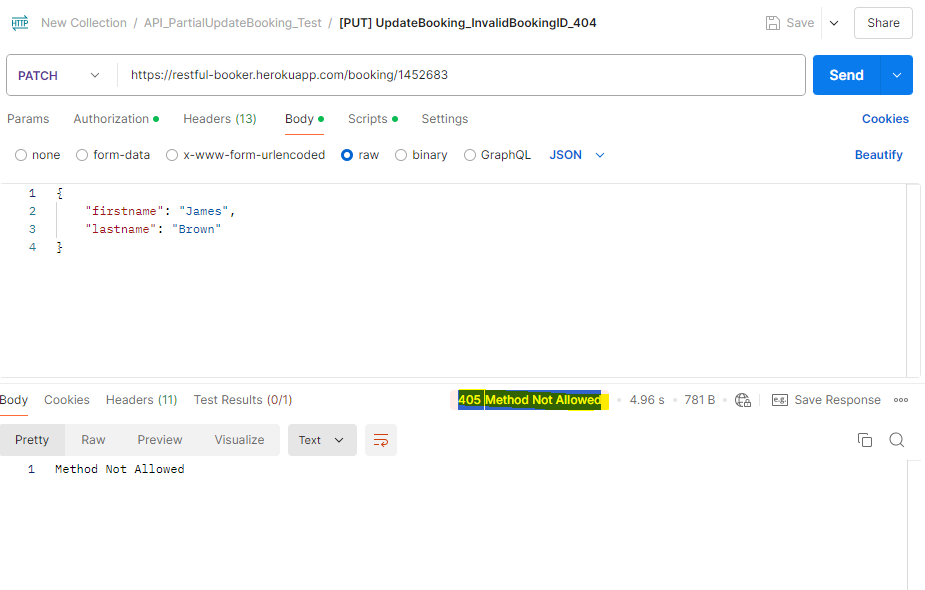 HTTP New Collection / API_PartialUpdateBooking_Test / [PUT] UpdateBooking_InvalidBookingID_404 Save Share
PATCH https://restful-booker.herokuapp.com/booking/1452683 Send
Params Authorization Headers (13) Body Scripts Settings Cookies
none form-data x-www-form-urlencoded raw binary GraphQL JSON Beautify
1 {
2 "firstname": "James",
3 "lastname": "Brown"
4 }
Body Cookies Headers (11) Test Results (0/1) 405 Method Not Allowed • 4.96 s • 781 B e.g. Save Response
Pretty Raw Preview Visualize Text
1 Method Not Allowed